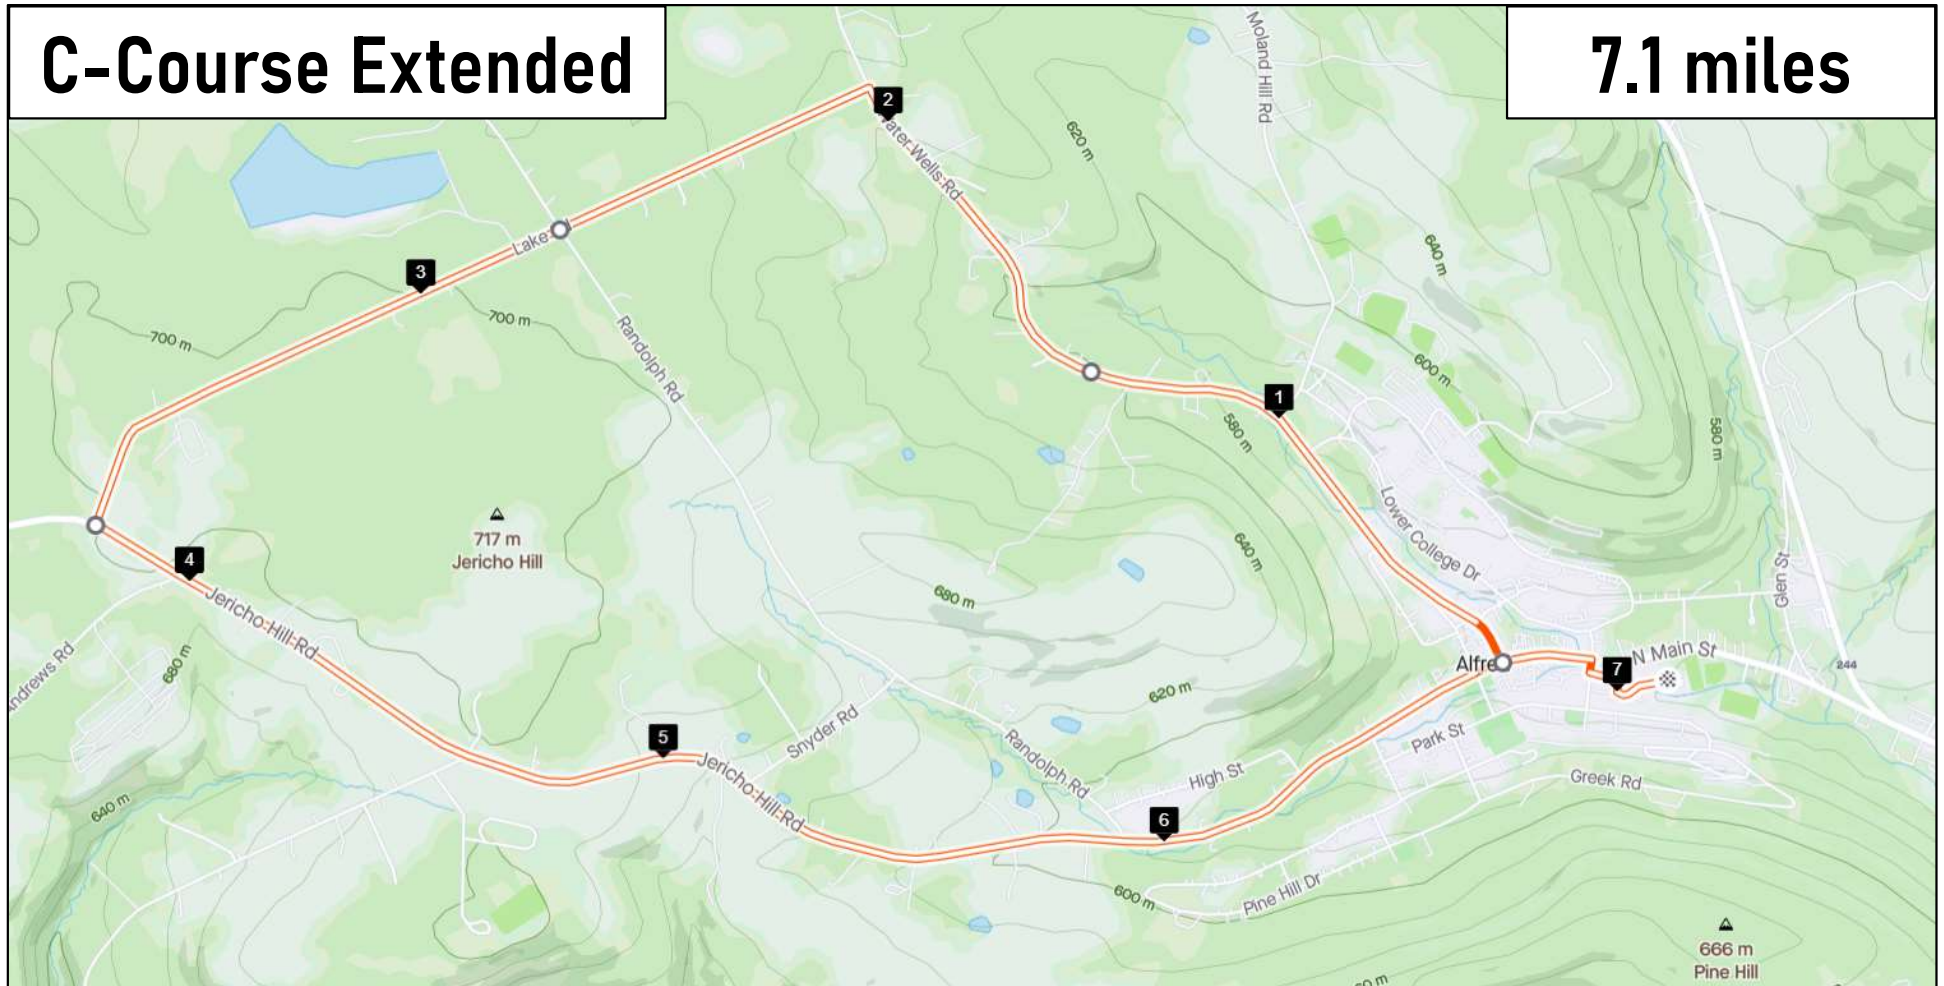 C-Course Extended
7.1 miles
Moland Hill Rd
2
620 m
Water Wells Rd
640 m
Lake
3
700 m
700 m
Randolph Rd
600 m
1
580 m
580 m
Lower College Dr
717 m
Jericho Hill
4
640 m
Glen St
680 m
Jericho Hill Rd
Andrews Rd
680 m
Alfre
N Main St
7
244
620 m
5
Snyder Rd
Jericho Hill Rd
Randolph Rd
Park St
High St
Greek Rd
640 m
6
600 m
Pine Hill Dr
666 m
Pine Hill